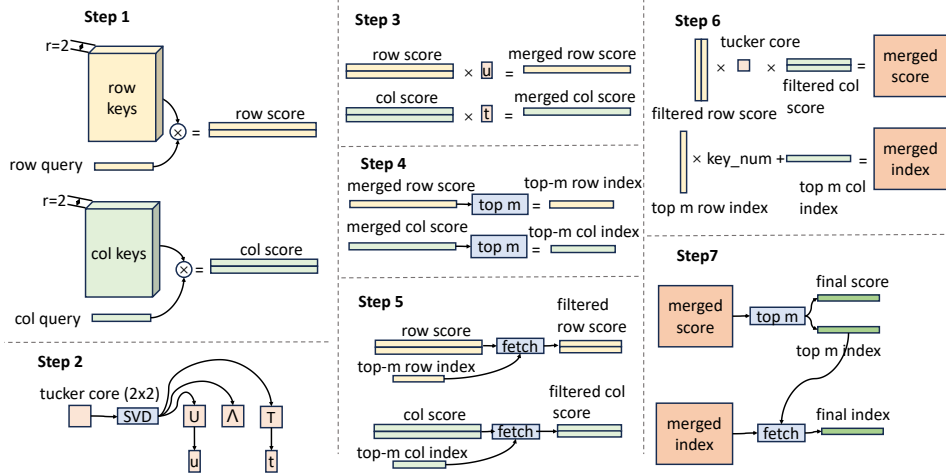 Step 1
r=2
row
keys
row score
×
=
row query
r=2
col keys
col score
×
=
col query
Step 2
tucker core (2x2)
SVD
U
Λ
T
u
t
Step 3
row score
merged row score
× u =
col score
merged col score
× t =
Step 4
merged row score
top-m row index
top m
=
merged col score
top-m col index
top m
=
Step 5
filtered
row score
row score
fetch
top-m row index
filtered col
score
col score
fetch
top-m col index
Step 6
tucker core
× × =
merged
score
filtered col
score
filtered row score
× key_num + =
merged
index
top m col
index
top m row index
Step7
final score
merged
score
top m
top m index
merged
index
fetch
final index